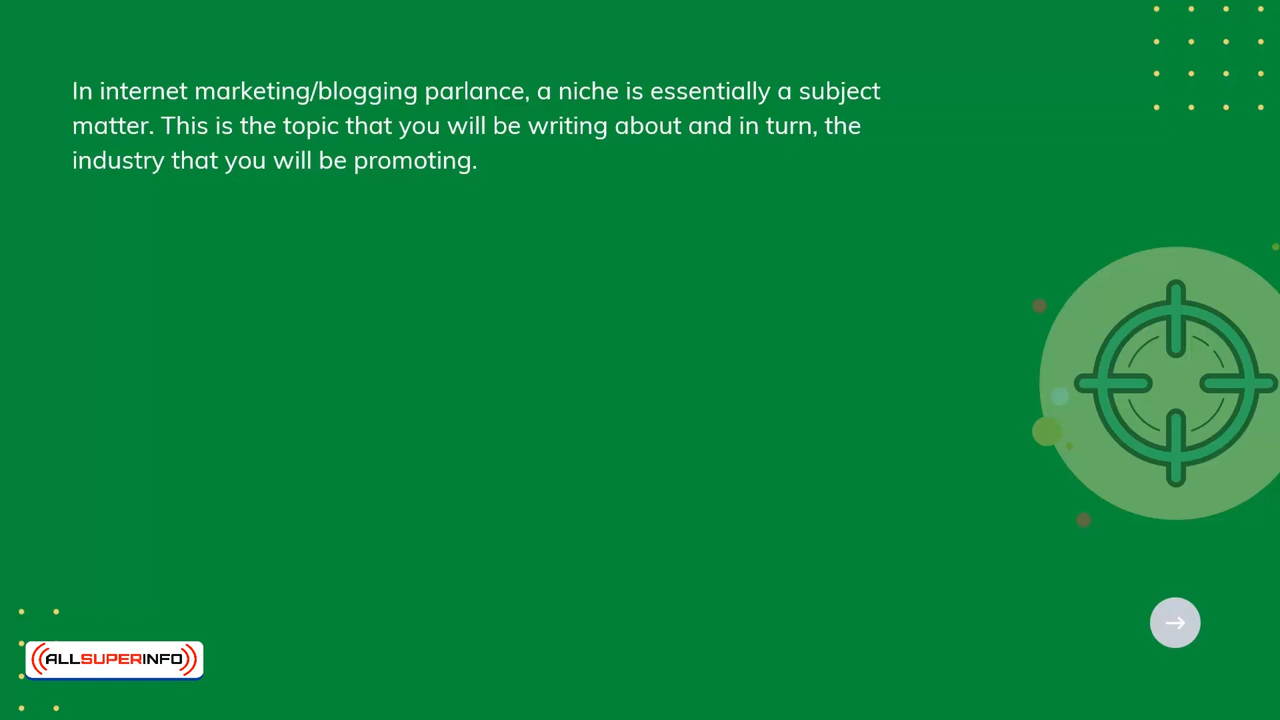 In internet marketing/blogging parlance, a niche is essentially a subject
matter. This is the topic that you will be writing about and in turn, the
industry that you will be promoting.
ALLSUPERINFO